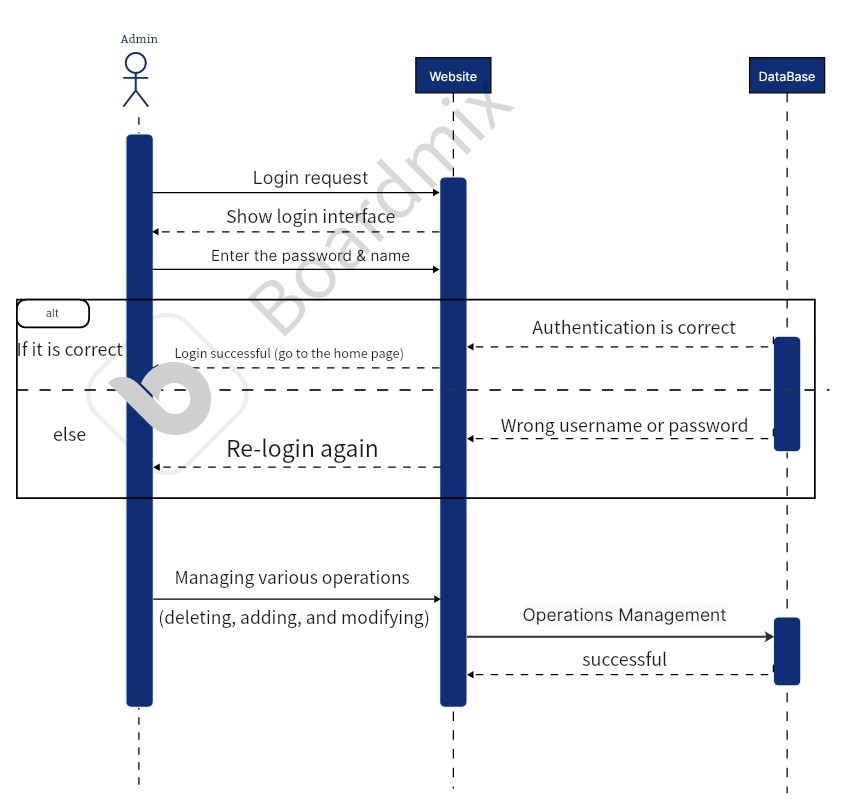 Admin
Website
DataBase
Login request
Show login interface
Enter the password & name
alt
Authentication is correct
If it is correct
Login successful (go to the home page)
Wrong username or password
else
Re-login again
Managing various operations
(deleting, adding, and modifying)
Operations Management
successful
Boardmix